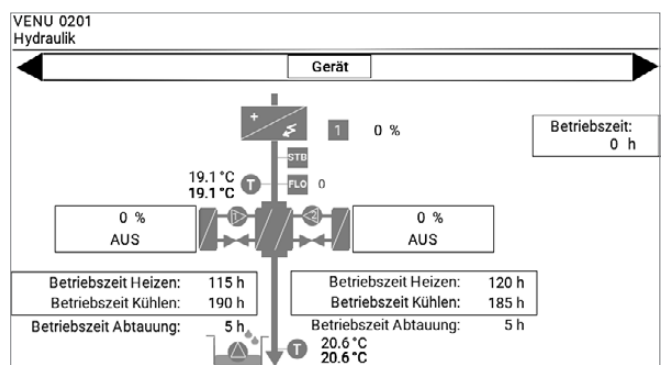 VENU 0201
Hydraulik
Gerät
+
1 0 %
Betriebszeit:
0 h
STB
19.1 °C T FLO 0
19.1 °C
0 %
AUS
1
2
0 %
AUS
Betriebszeit Heizen: 115 h
Betriebszeit Kühlen: 190 h
Betriebszeit Abtauung: 5 h
Betriebszeit Heizen: 120 h
Betriebszeit Kühlen: 185 h
Betriebszeit Abtauung: 5 h
T 20.6 °C
20.6 °C